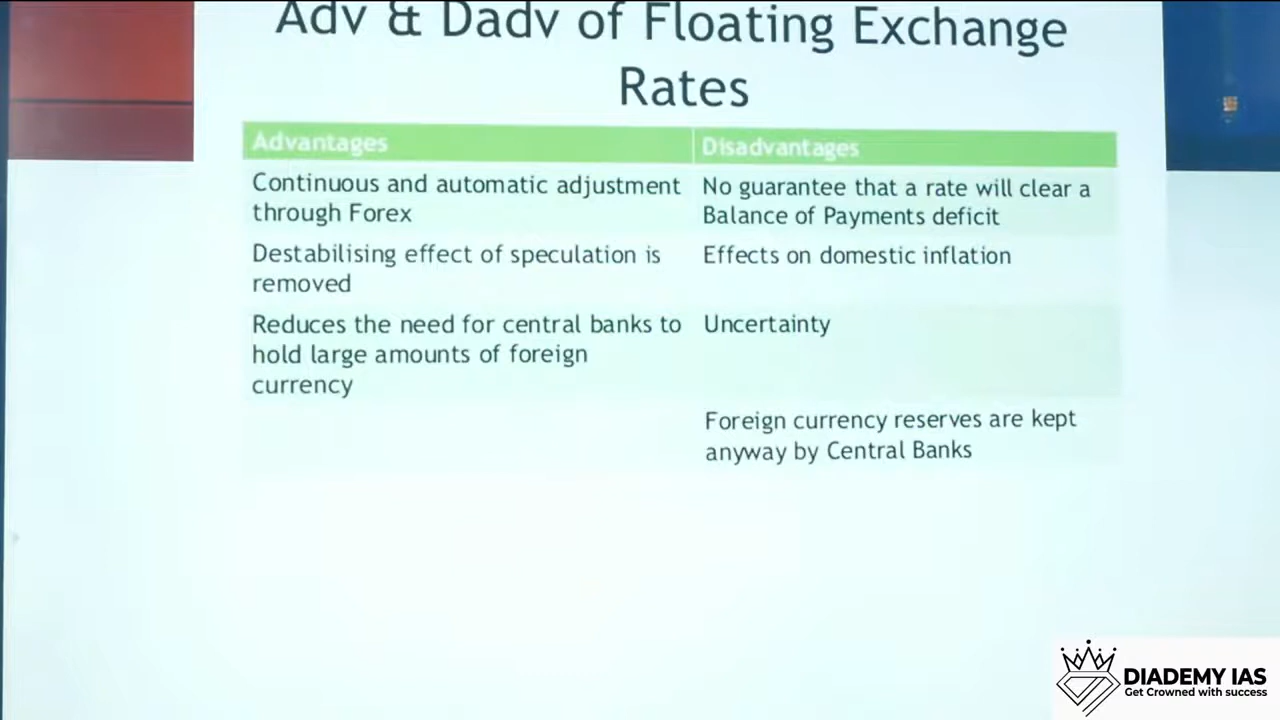 Adv & Dadv of Floating Exchange
Rates
Advantages
Disadvantages
Continuous and automatic adjustment
through Forex
No guarantee that a rate will clear a
Balance of Payments deficit
Destabilising effect of speculation is
removed
Effects on domestic inflation
Reduces the need for central banks to
hold large amounts of foreign
currency
Uncertainty
Foreign currency reserves are kept
anyway by Central Banks
DIADEMY IAS
Get Crowned with success